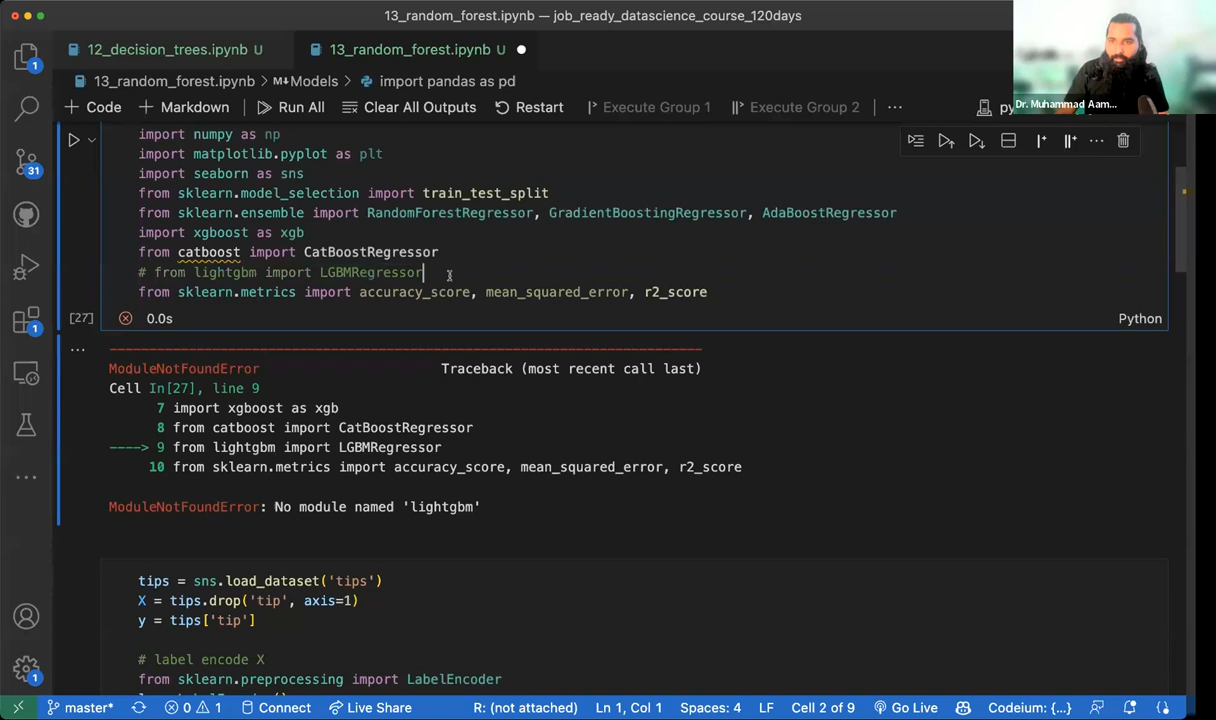 13_random_forest.ipynb — job_ready_datascience_course_120days
12_decision_trees.ipynb U
13_random_forest.ipynb U
13_random_forest.ipynb > M↓Models > import pandas as pd
Code Markdown Run All Clear All Outputs Restart Execute Group 1 Execute Group 2 ...
Dr. Muhammad Aam...
1
31
1
1
import numpy as np
import matplotlib.pyplot as plt
import seaborn as sns
from sklearn.model_selection import train_test_split
from sklearn.ensemble import RandomForestRegressor, GradientBoostingRegressor, AdaBoostRegressor
import xgboost as xgb
from catboost import CatBoostRegressor
# from lightgbm import LGBMRegressor
from sklearn.metrics import accuracy_score, mean_squared_error, r2_score
[27] 0.0s Python
ModuleNotFoundError Traceback (most recent call last)
Cell In[27], line 9
7 import xgboost as xgb
8 from catboost import CatBoostRegressor
----> 9 from lightgbm import LGBMRegressor
10 from sklearn.metrics import accuracy_score, mean_squared_error, r2_score
ModuleNotFoundError: No module named 'lightgbm'
tips = sns.load_dataset('tips')
X = tips.drop('tip', axis=1)
y = tips['tip']
# label encode X
from sklearn.preprocessing import LabelEncoder
master* 0 1 Connect Live Share R: (not attached) Ln 1, Col 1 Spaces: 4 LF Cell 2 of 9 Go Live Codeium: {...}